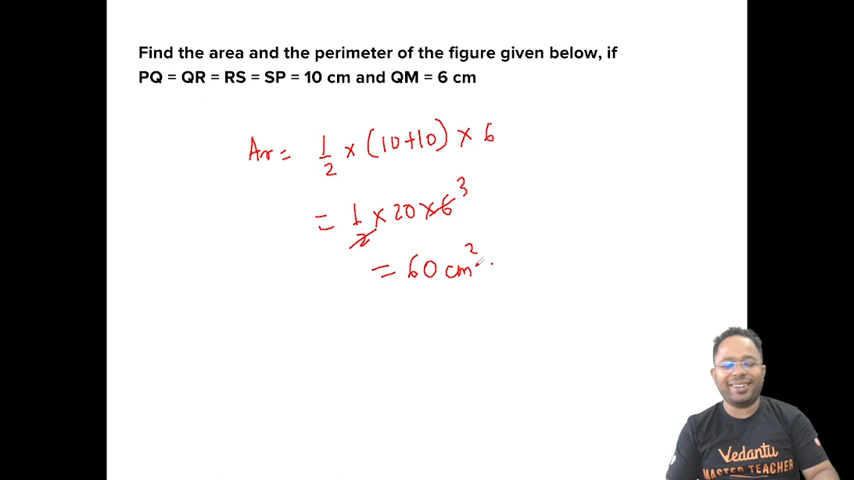 Find the area and the perimeter of the figure given below, if
PQ = QR = RS = SP = 10 cm and QM = 6 cm
Ar = 1/2 × (10+10) × 6
= 1/2 × 20 × 6 3
= 60 cm².
Vedantu
MASTER TEACHER